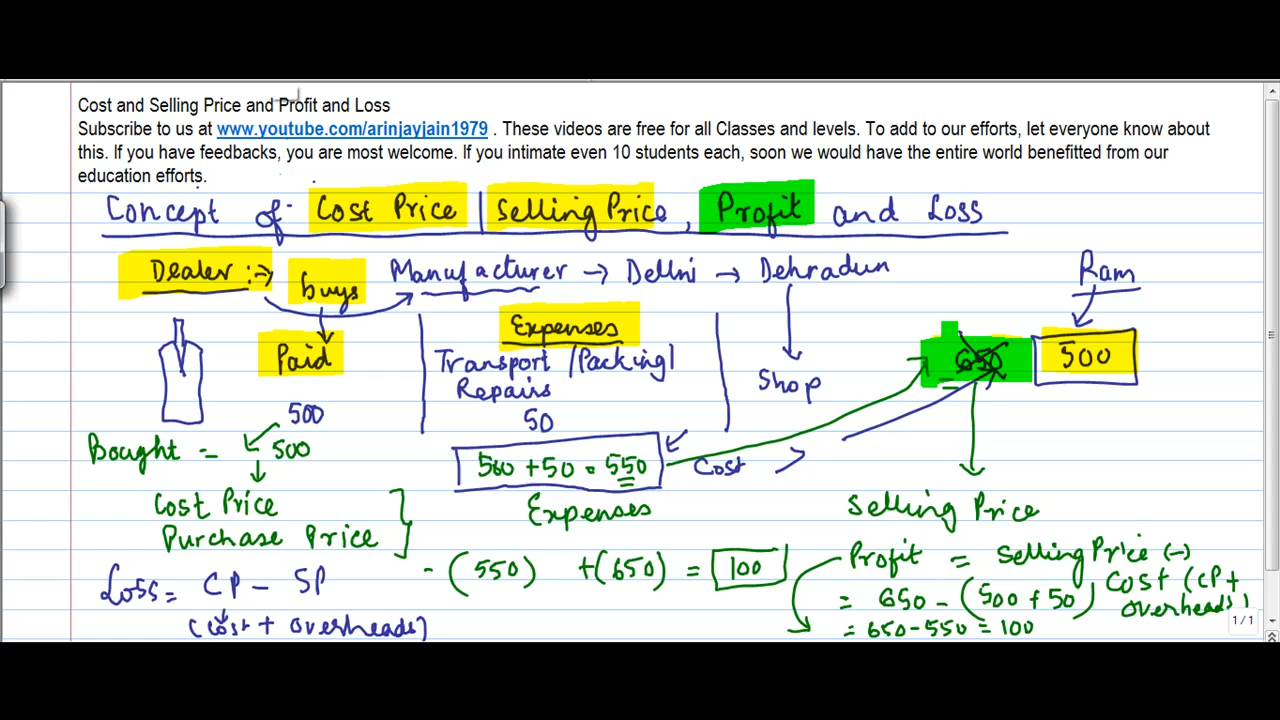 Cost and Selling Price and Profit and Loss
Subscribe to us at www.youtube.com/arinjayjain1979 . These videos are free for all Classes and levels. To add to our efforts, let everyone know about
this. If you have feedbacks, you are most welcome. If you intimate even 10 students each, soon we would have the entire world benefitted from our
education efforts.
Concept of Cost Price | Selling Price, Profit and Loss
Dealer :→ buys Manufacturer → Delhi → Dehradun
Ram
Paid
Expenses
Transport / Packing /
Repairs
Shop
650
500
500
50
Bought = 500
500 + 50 = 550
Cost
Cost Price
Purchase Price
Expenses
Selling Price
- (550) + (650) = 100
Profit = Selling Price (-)
Cost (CP +
overheads)
= 650 - (500 + 50)
= 650 - 550 = 100
Loss = CP - SP
(Cost + overheads)
1 / 1